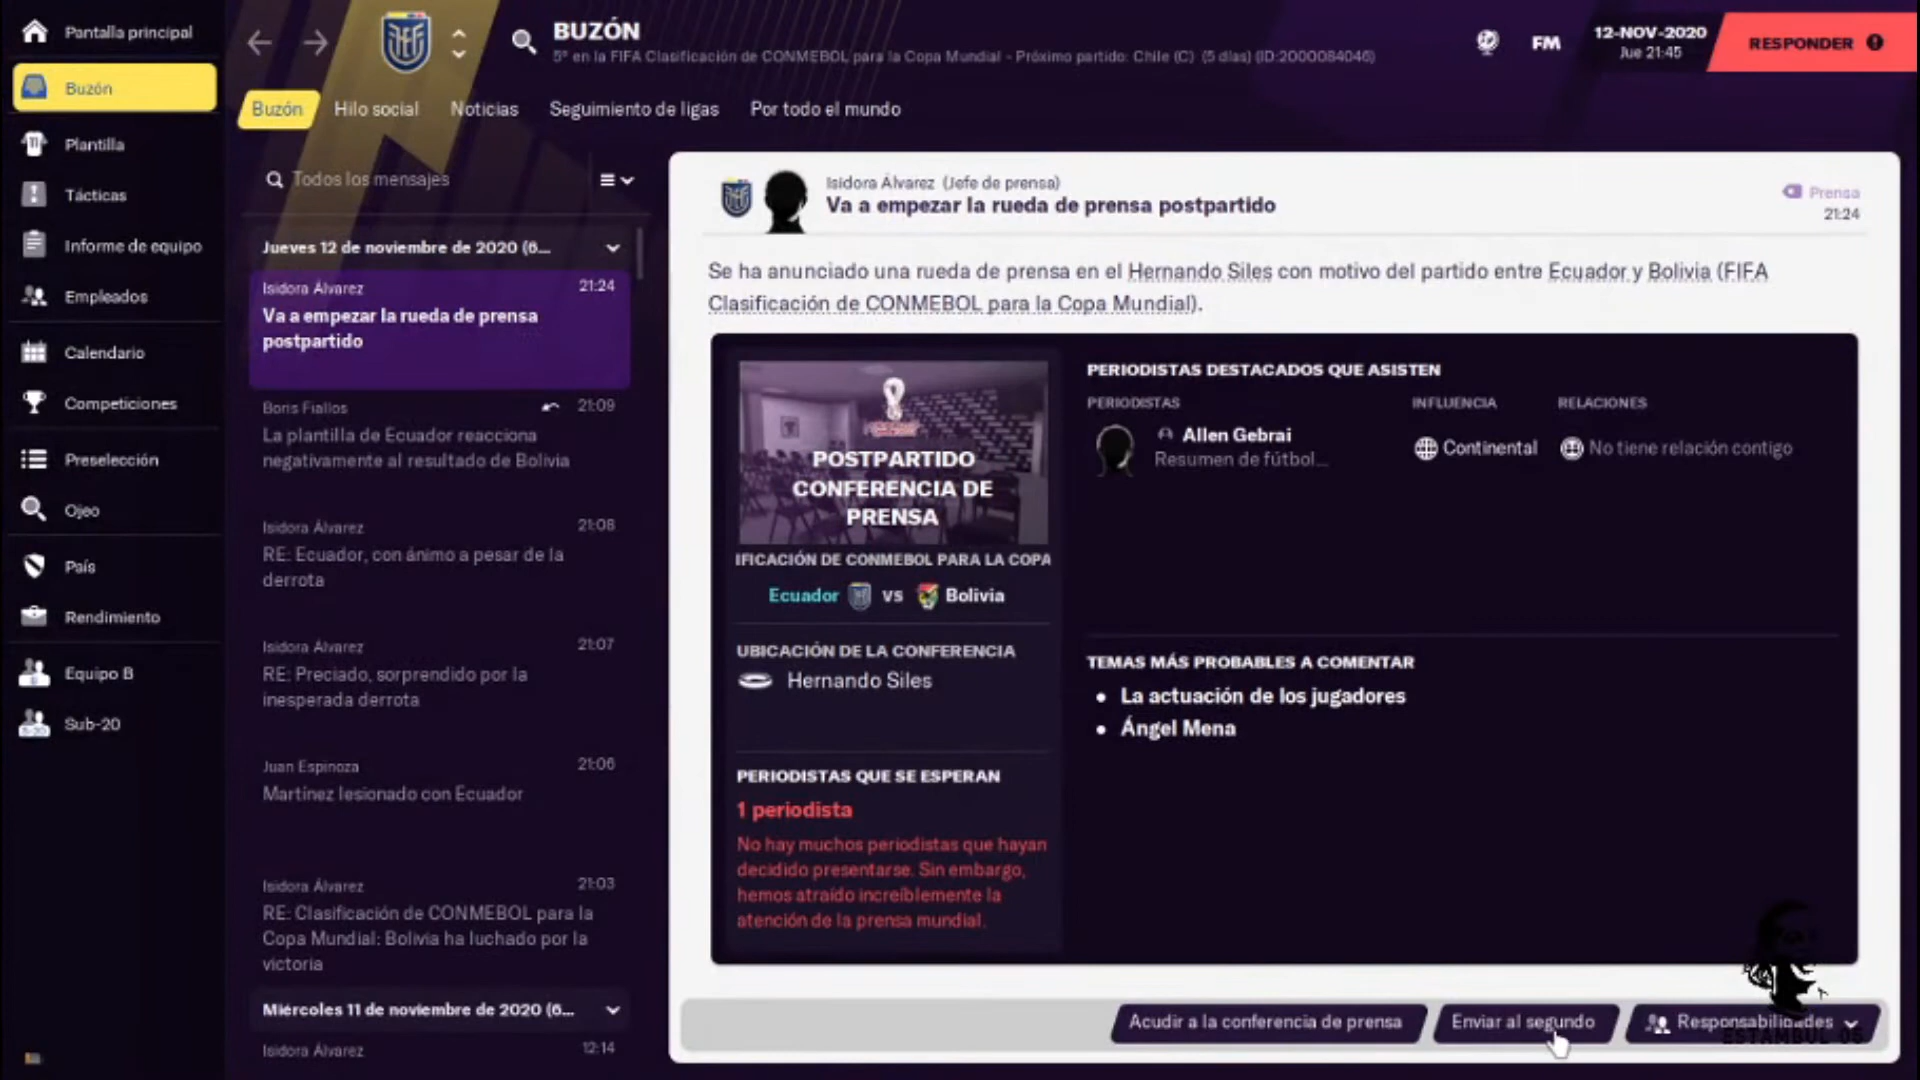 Pantalla principal
Buzón
Plantilla
Tácticas
Informe de equipo
Empleados
Calendario
Competiciones
Preselección
Ojeo
País
Rendimiento
Equipo B
Sub-20
BUZÓN
5º en la FIFA Clasificación de CONMEBOL para la Copa Mundial - Próximo partido: Chile (C) (5 días) (ID:2000084046)
FM
12-NOV-2020
Jue 21:45
RESPONDER
Buzón Hilo social Noticias Seguimiento de ligas Por todo el mundo
Todos los mensajes
Jueves 12 de noviembre de 2020 (6...
Isidora Álvarez 21:24
Va a empezar la rueda de prensa
postpartido
Boris Fiallos 21:09
La plantilla de Ecuador reacciona
negativamente al resultado de Bolivia
Isidora Álvarez 21:08
RE: Ecuador, con ánimo a pesar de la
derrota
Isidora Álvarez 21:07
RE: Preciado, sorprendido por la
inesperada derrota
Juan Espinoza 21:06
Martínez lesionado con Ecuador
Isidora Álvarez 21:03
RE: Clasificación de CONMEBOL para la
Copa Mundial: Bolivia ha luchado por la
victoria
Miércoles 11 de noviembre de 2020 (6...
Isidora Álvarez 12:14
Isidora Álvarez (Jefe de prensa)
Va a empezar la rueda de prensa postpartido
Prensa
21:24
Se ha anunciado una rueda de prensa en el Hernando Siles con motivo del partido entre Ecuador y Bolivia (FIFA
Clasificación de CONMEBOL para la Copa Mundial).
POSTPARTIDO
CONFERENCIA DE
PRENSA
IFICACIÓN DE CONMEBOL PARA LA COPA
Ecuador vs Bolivia
UBICACIÓN DE LA CONFERENCIA
Hernando Siles
PERIODISTAS QUE SE ESPERAN
1 periodista
No hay muchos periodistas que hayan
decidido presentarse. Sin embargo,
hemos atraído increíblemente la
atención de la prensa mundial.
PERIODISTAS DESTACADOS QUE ASISTEN
PERIODISTAS INFLUENCIA RELACIONES
Allen Gebrai
Resumen de fútbol...
Continental
No tiene relación contigo
TEMAS MÁS PROBABLES A COMENTAR
• La actuación de los jugadores
• Ángel Mena
Acudir a la conferencia de prensa Enviar al segundo Responsabilidades
ESTAMBUL 05